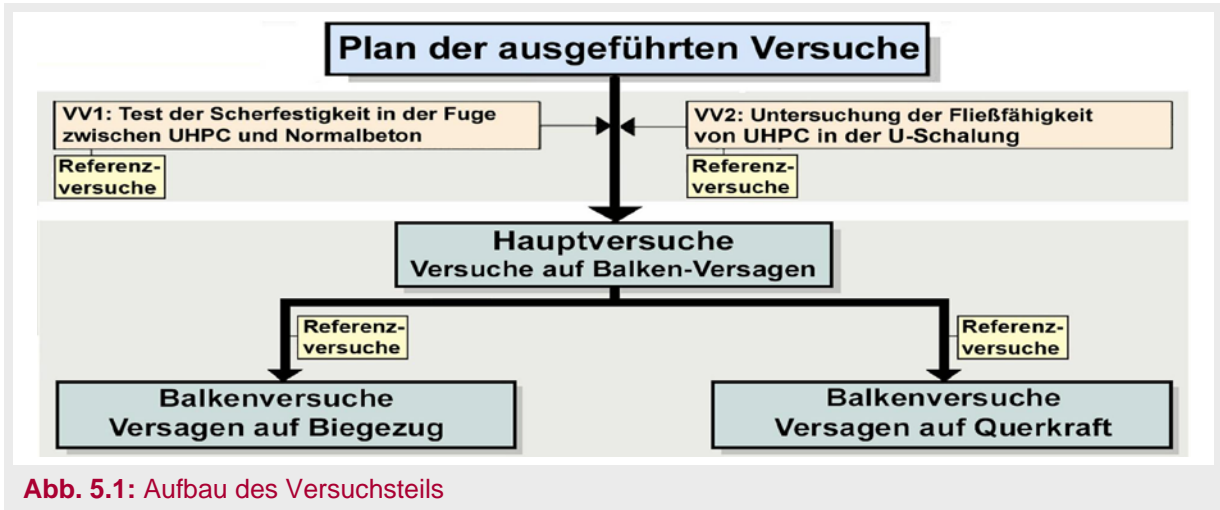 Plan der ausgeführten Versuche
VV1: Test der Scherfestigkeit in der Fuge
zwischen UHPC und Normalbeton
Referenz-
versuche
VV2: Untersuchung der Fließfähigkeit
von UHPC in der U-Schalung
Referenz-
versuche
Hauptversuche
Versuche auf Balken-Versagen
Referenz-
versuche
Referenz-
versuche
Balkenversuche
Versagen auf Biegezug
Balkenversuche
Versagen auf Querkraft
Abb. 5.1: Aufbau des Versuchsteils